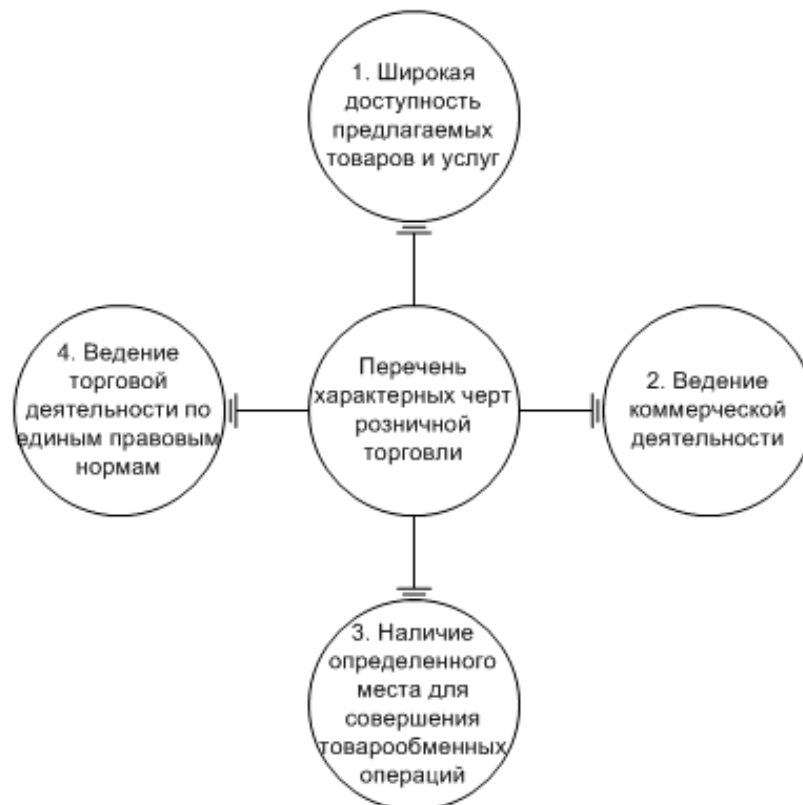 1. Широкая
доступность
предлагаемых
товаров и услуг
4. Ведение
торговой
деятельности по
единым правовым
нормам
Перечень
характерных черт
розничной
торговли
2. Ведение
коммерческой
деятельности
3. Наличие
определенного
места для
совершения
товарообменных
операций